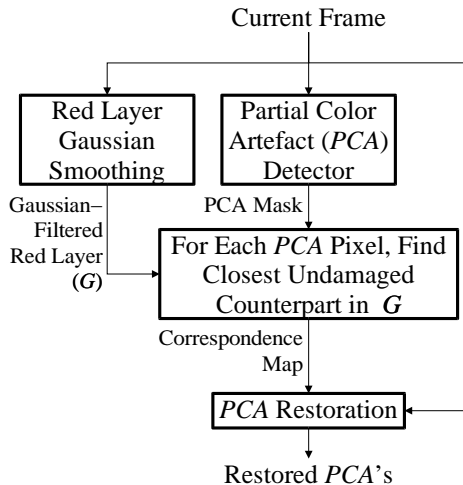 Current Frame
Red Layer
Gaussian
Smoothing
Partial Color
Artefact (PCA)
Detector
Gaussian–
Filtered
Red Layer
(G)
PCA Mask
For Each PCA Pixel, Find
Closest Undamaged
Counterpart in G
Correspondence
Map
PCA Restoration
Restored PCA's